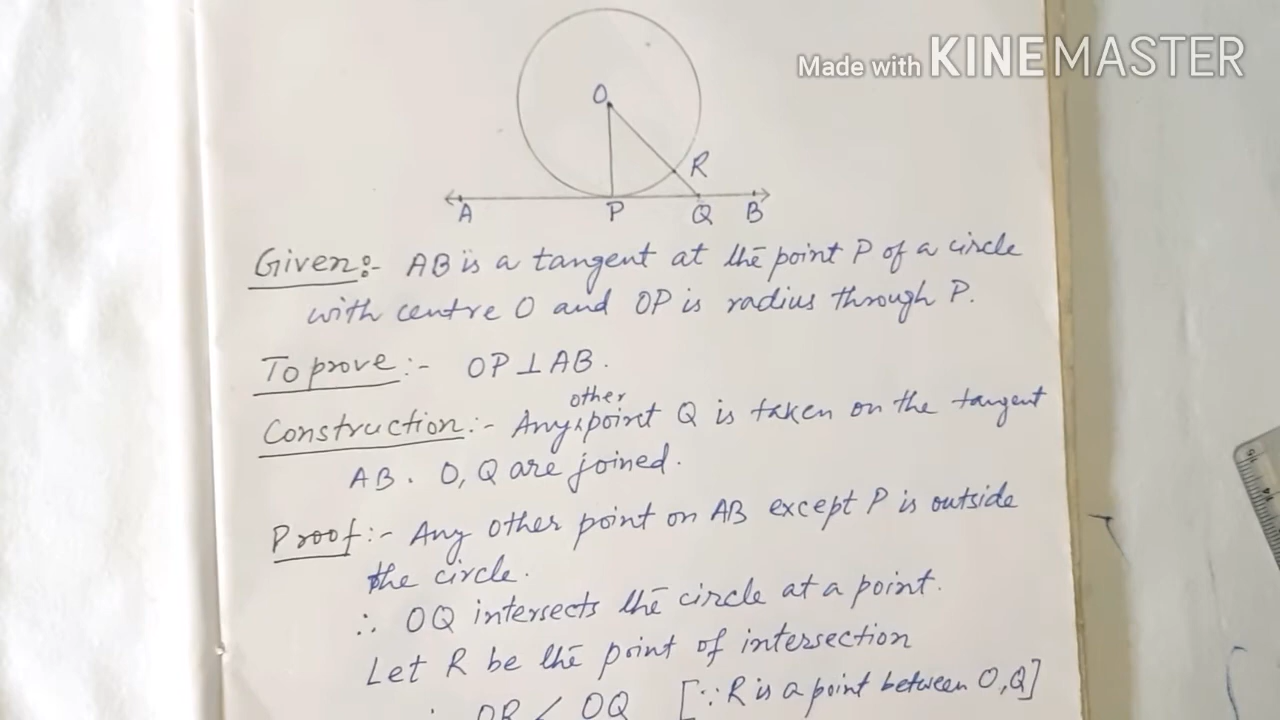 Made with KINEMASTER
O
R
A P Q B
Given:- AB is a tangent at the point P of a circle
with centre O and OP is radius through P.
To prove:- OP⊥AB.
other
Construction:- Any‸point Q is taken on the tangent
AB. O, Q are joined.
Proof:- Any other point on AB except P is outside
the circle.
∴ OQ intersects the circle at a point.
Let R be the point of intersection
∴ OR < OQ [∵ R is a point between O, Q]